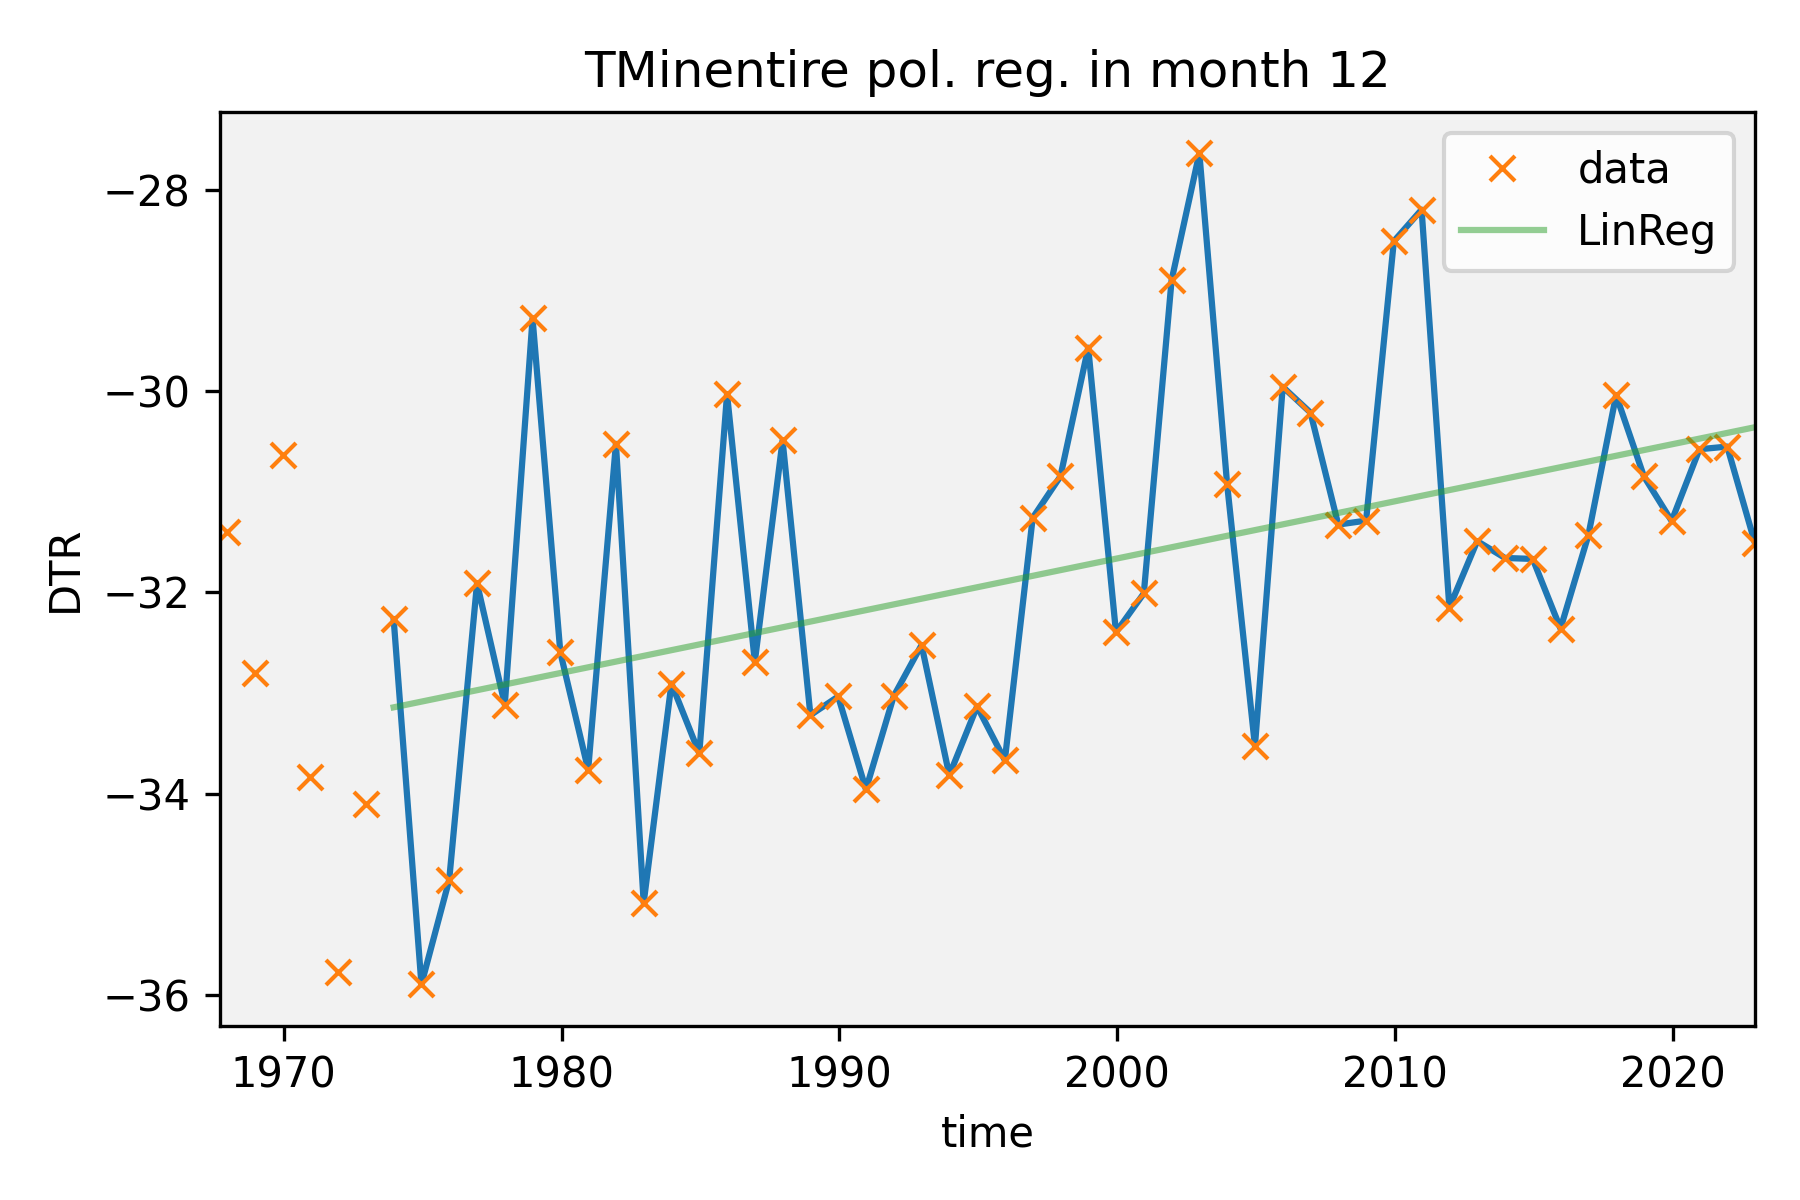 TMinentire pol. reg. in month 12
data
LinReg
DTR
−28
−30
−32
−34
−36
1970 1980 1990 2000 2010 2020
time